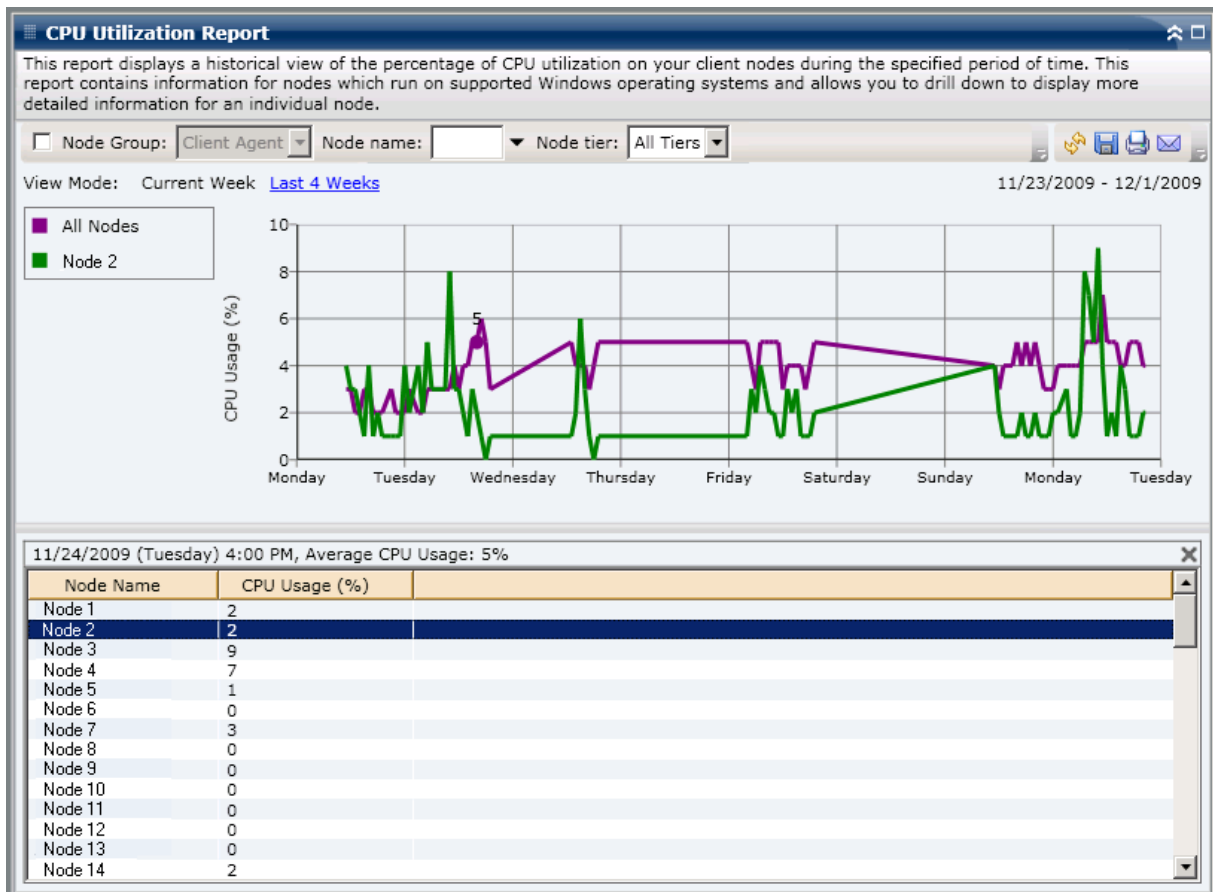 CPU Utilization Report
This report displays a historical view of the percentage of CPU utilization on your client nodes during the specified period of time. This
report contains information for nodes which run on supported Windows operating systems and allows you to drill down to display more
detailed information for an individual node.
Node Group: Client Agent Node name: Node tier: All Tiers
View Mode: Current Week Last 4 Weeks 11/23/2009 - 12/1/2009
All Nodes
Node 2
CPU Usage (%)
10
8
6
4
2
0
5
Monday Tuesday Wednesday Thursday Friday Saturday Sunday Monday Tuesday
11/24/2009 (Tuesday) 4:00 PM, Average CPU Usage: 5%
Node Name CPU Usage (%)
Node 1 2
Node 2 2
Node 3 9
Node 4 7
Node 5 1
Node 6 0
Node 7 3
Node 8 0
Node 9 0
Node 10 0
Node 11 0
Node 12 0
Node 13 0
Node 14 2